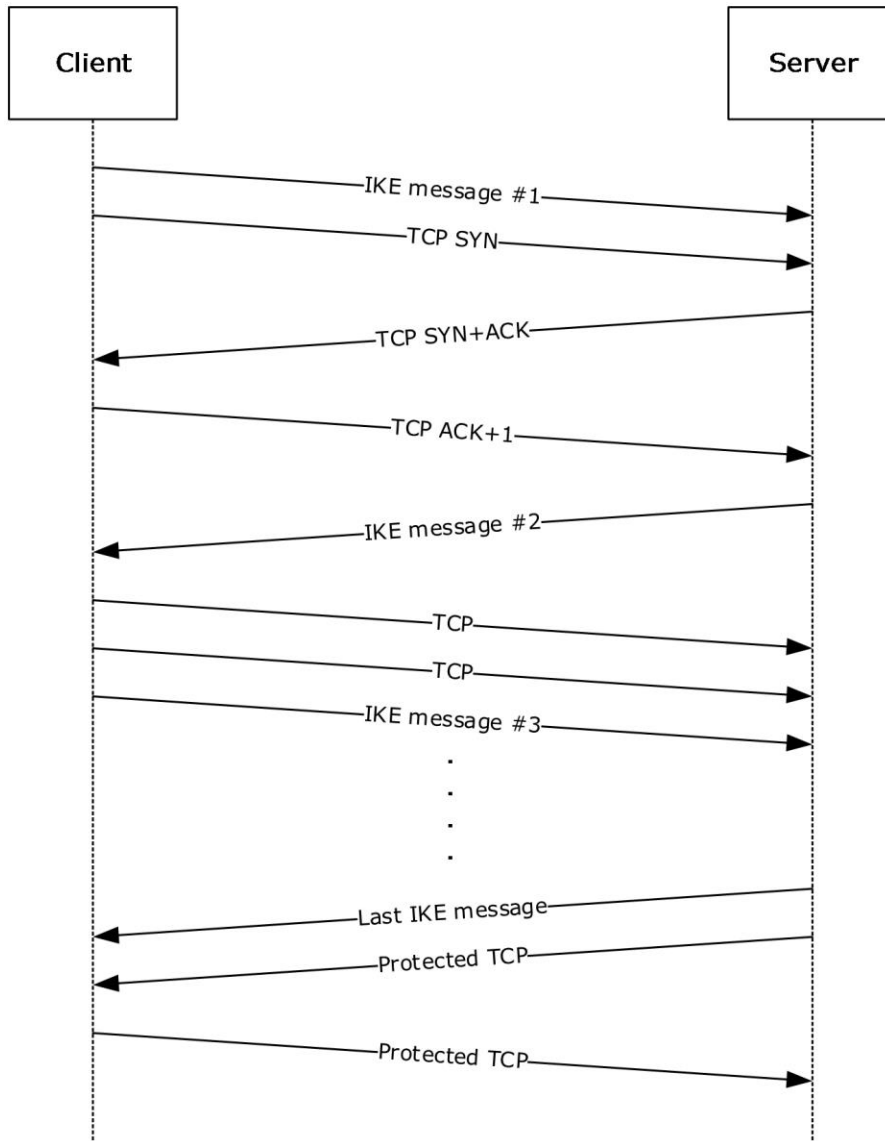 Client
Server
IKE message #1
TCP SYN
TCP SYN+ACK
TCP ACK+1
IKE message #2
TCP
TCP
IKE message #3
Last IKE message
Protected TCP
Protected TCP